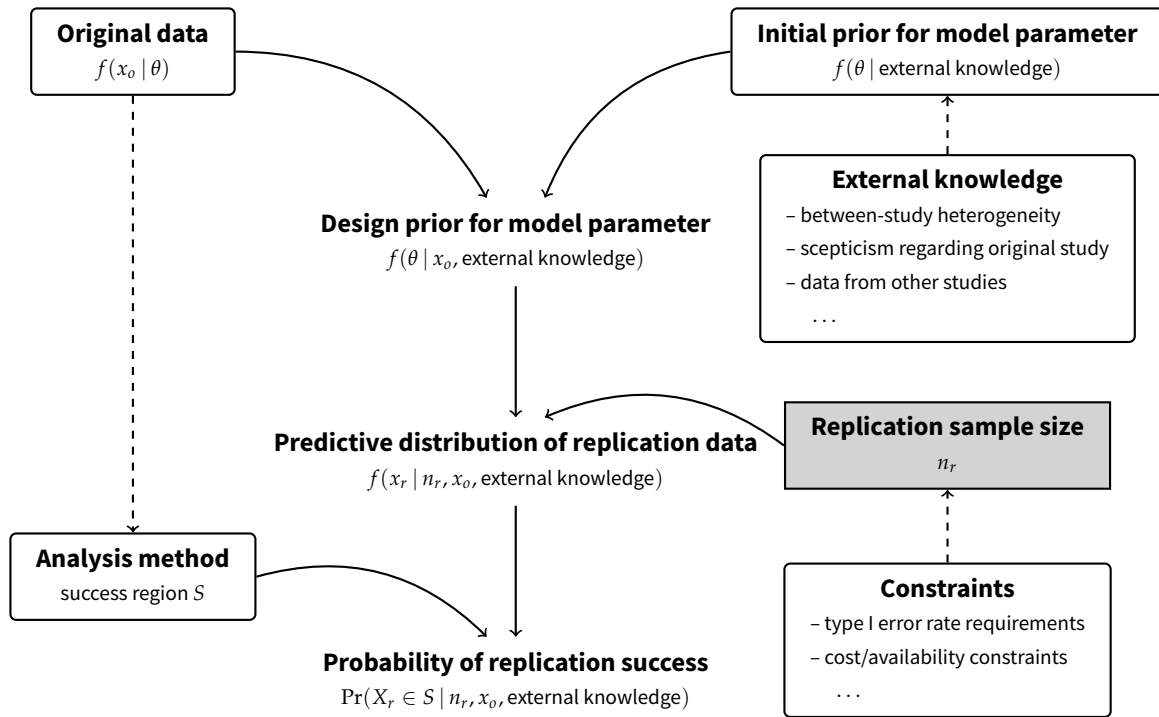 Original data
f(x_o | θ)
Initial prior for model parameter
f(θ | external knowledge)
External knowledge
– between-study heterogeneity
– scepticism regarding original study
– data from other studies
...
Design prior for model parameter
f(θ | x_o, external knowledge)
Predictive distribution of replication data
f(x_r | n_r, x_o, external knowledge)
Replication sample size
n_r
Analysis method
success region S
Constraints
– type I error rate requirements
– cost/availability constraints
...
Probability of replication success
Pr(X_r ∈ S | n_r, x_o, external knowledge)